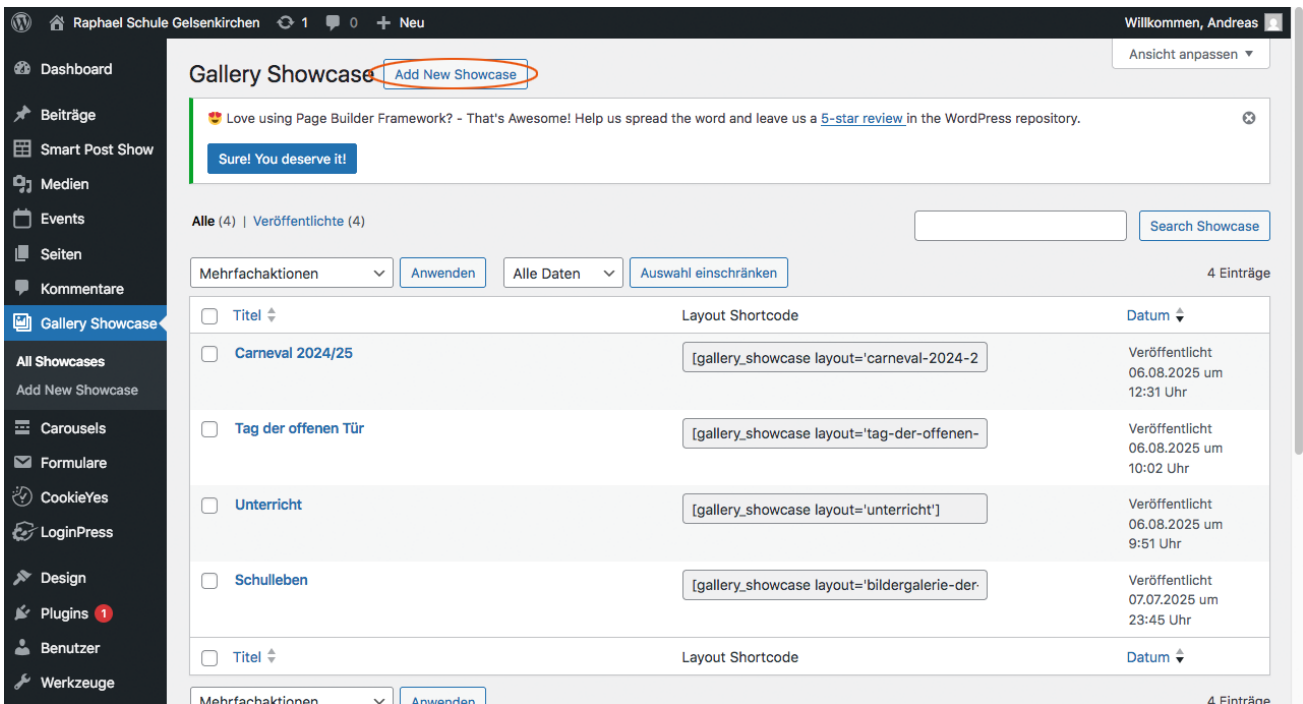 Raphael Schule Gelsenkirchen 1 0 Neu Willkommen, Andreas
Ansicht anpassen
Dashboard
Beiträge
Smart Post Show
Medien
Events
Seiten
Kommentare
Gallery Showcase
All Showcases
Add New Showcase
Carousels
Formulare
CookieYes
LoginPress
Design
Plugins 1
Benutzer
Werkzeuge
Gallery Showcase Add New Showcase
😍 Love using Page Builder Framework? - That's Awesome! Help us spread the word and leave us a 5-star review in the WordPress repository.
Sure! You deserve it!
Alle (4) | Veröffentlichte (4)
Search Showcase
Mehrfachaktionen Anwenden Alle Daten Auswahl einschränken 4 Einträge
Titel Layout Shortcode Datum
Carneval 2024/25 [gallery_showcase layout='carneval-2024-2 Veröffentlicht
06.08.2025 um
12:31 Uhr
Tag der offenen Tür [gallery_showcase layout='tag-der-offenen- Veröffentlicht
06.08.2025 um
10:02 Uhr
Unterricht [gallery_showcase layout='unterricht'] Veröffentlicht
06.08.2025 um
9:51 Uhr
Schulleben [gallery_showcase layout='bildergalerie-der- Veröffentlicht
07.07.2025 um
23:45 Uhr
Titel Layout Shortcode Datum
Mehrfachaktionen Anwenden 4 Einträge